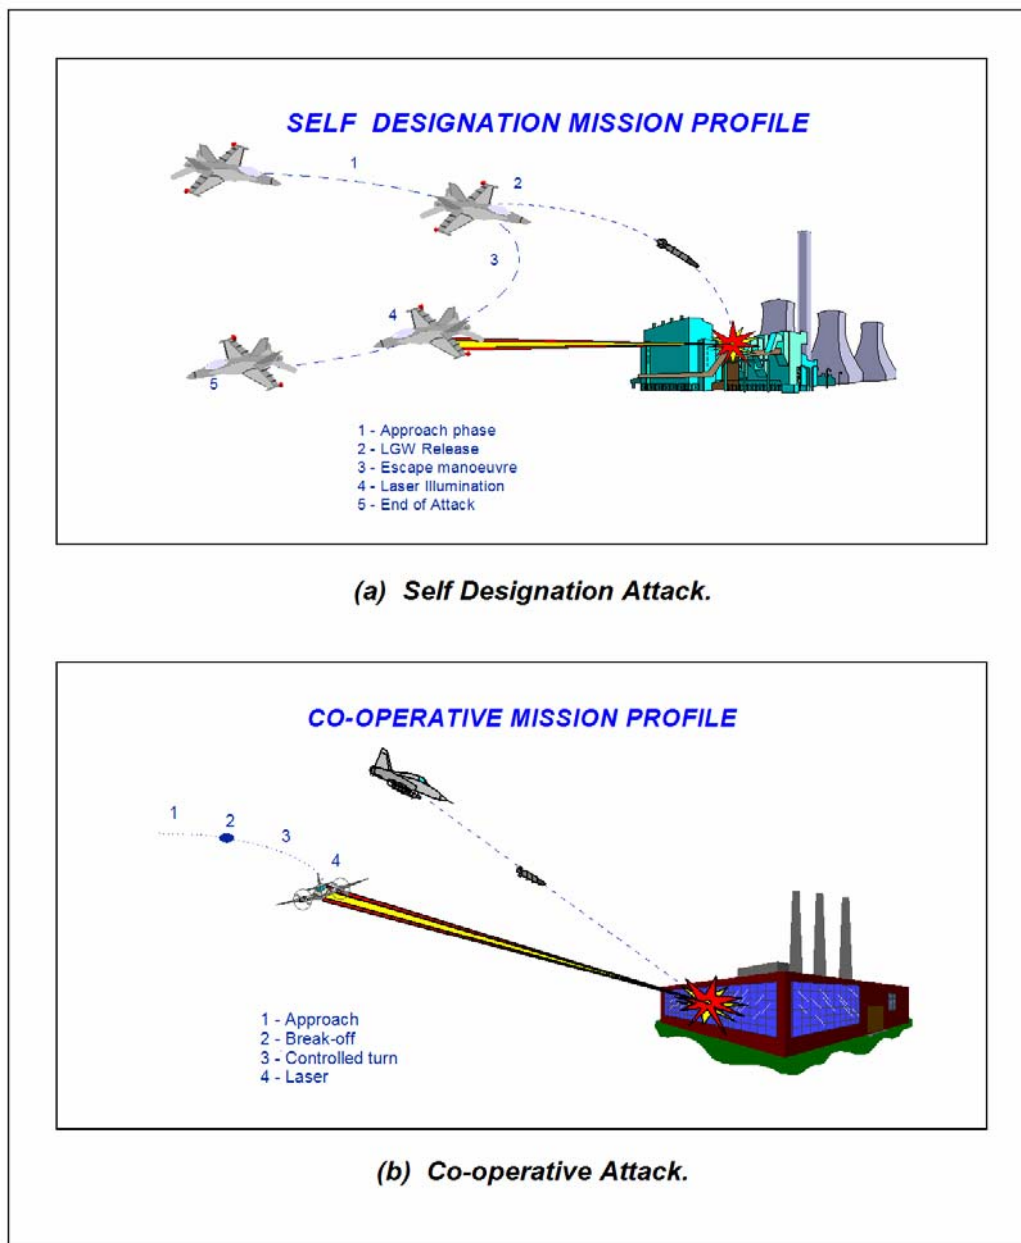 SELF DESIGNATION MISSION PROFILE
1
2
3
4
5
1 - Approach phase
2 - LGW Release
3 - Escape manoeuvre
4 - Laser Illumination
5 - End of Attack
(a) Self Designation Attack.
CO-OPERATIVE MISSION PROFILE
1
2
3
4
1 - Approach
2 - Break-off
3 - Controlled turn
4 - Laser
(b) Co-operative Attack.